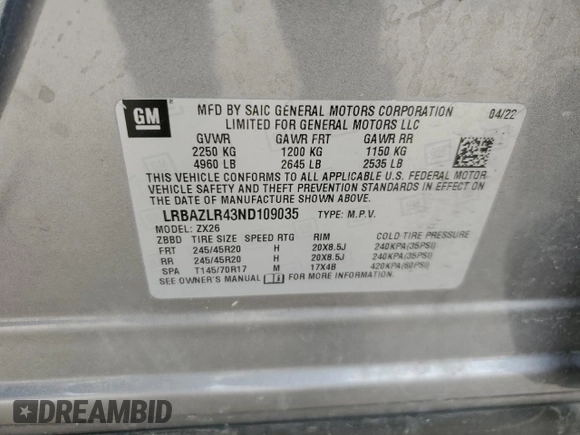 GM
MFD BY SAIC GENERAL MOTORS CORPORATION 04/22
LIMITED FOR GENERAL MOTORS LLC
GVWR GAWR FRT GAWR RR
2250 KG 1200 KG 1150 KG
4960 LB 2645 LB 2535 LB
THIS VEHICLE CONFORMS TO ALL APPLICABLE U.S. FEDERAL MOTOR
VEHICLE SAFETY AND THEFT PREVENTION STANDARDS IN EFFECT ON
THE DATE OF MANUFACTURE SHOWN ABOVE.
LRBAZLR43ND109035 TYPE: M.P.V.
MODEL: ZX26
ZBBD TIRE SIZE SPEED RTG RIM COLD TIRE PRESSURE
FRT 245/45R20 H 20X8.5J 240KPA(35PSI)
RR 245/45R20 H 20X8.5J 240KPA(35PSI)
SPA T145/70R17 M 17X4B 420KPA(60PSI)
SEE OWNER'S MANUAL FOR MORE INFORMATION
DREAMBID